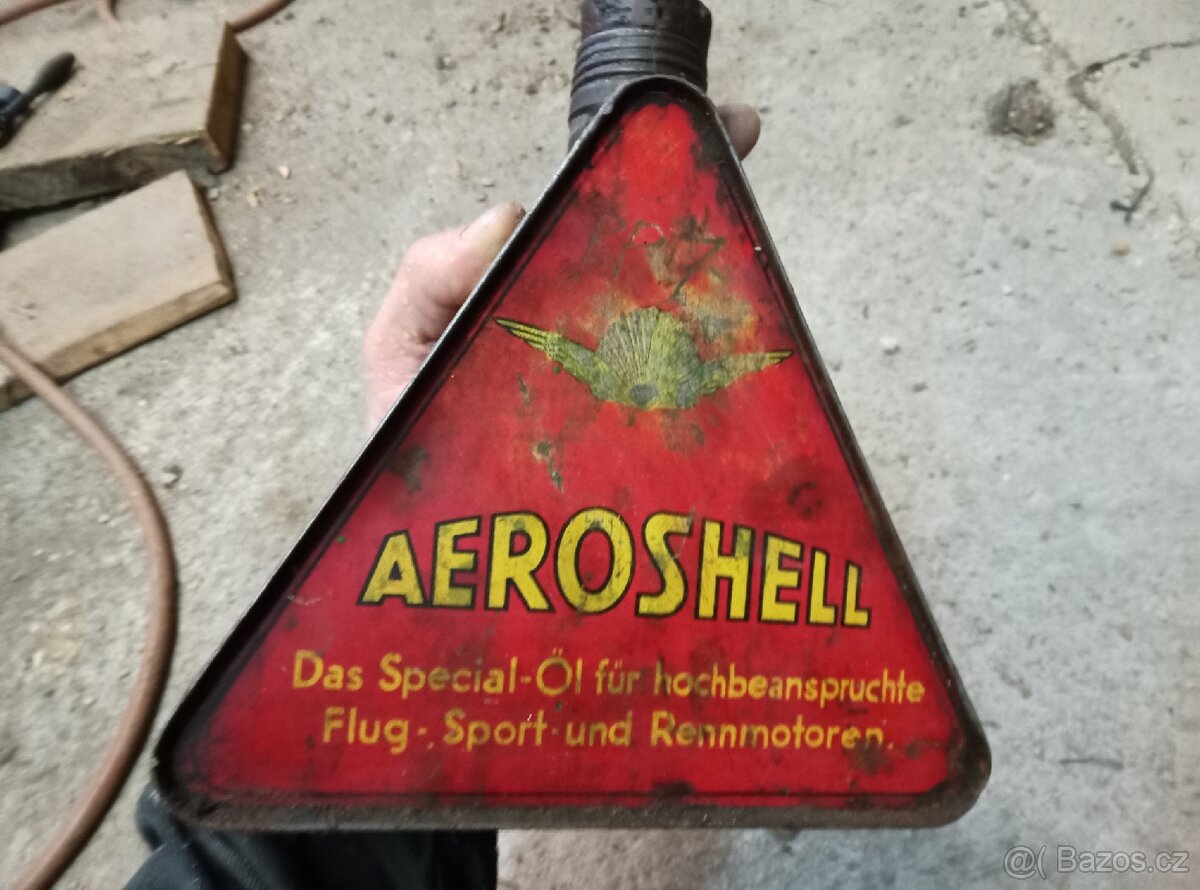 AEROSHELL
Das Special-Öl für hochbeanspruchte
Flug-, Sport- und Rennmotoren.
@( Bazos.cz